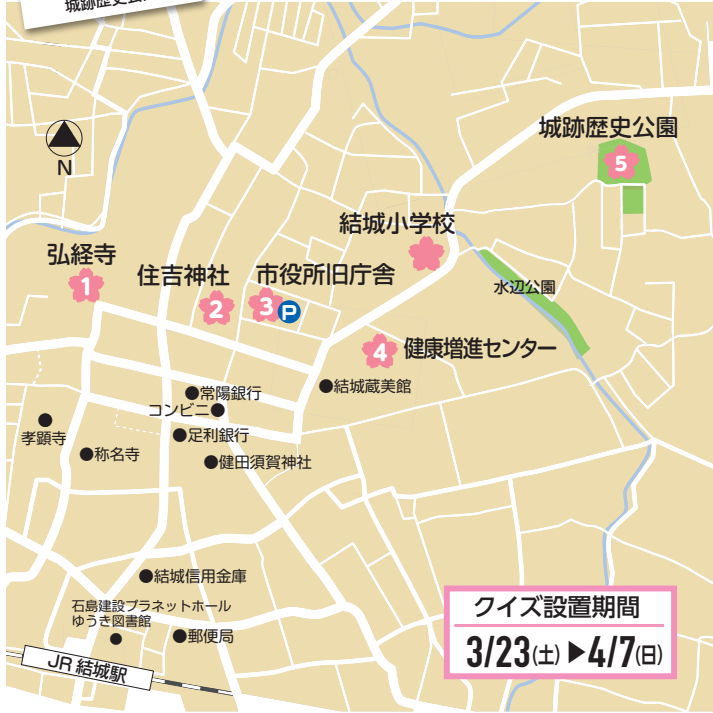 N
城跡歴史公園
5
結城小学校
弘経寺
1
住吉神社
2
市役所旧庁舎
3
P
水辺公園
4
健康増進センター
結城蔵美館
常陽銀行
コンビニ
足利銀行
孝顕寺
称名寺
健田須賀神社
結城信用金庫
石島建設プラネットホール
ゆうき図書館
郵便局
JR 結城駅
クイズ設置期間
3/23(土)▶4/7(日)